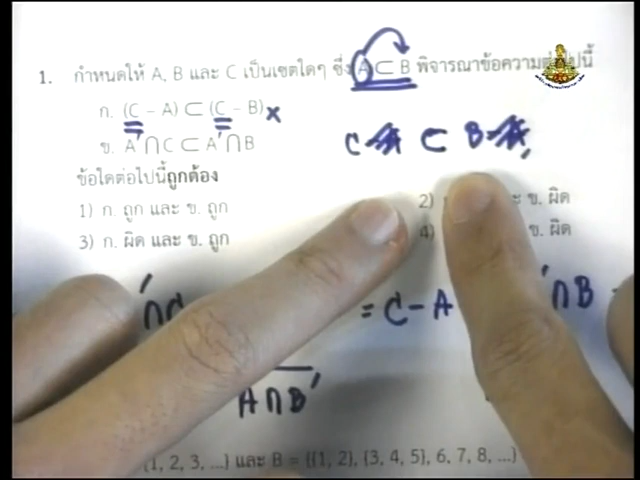 1. กำหนดให้ A, B และ C เป็นเซตใดๆ ซึ่ง A ⊂ B พิจารณาข้อความต่อไปนี้
ก. (C – A) ⊂ (C – B) x
ข. A′ ∩ C ⊂ A′ ∩ B
C – A ⊂ B – A
ข้อใดต่อไปนี้ถูกต้อง
1) ก. ถูก และ ข. ถูก
2) ข. ผิด
3) ก. ผิด และ ข. ถูก
4) ข. ผิด
= C – A
∩ B
A ∩ B′
{1, 2, 3, ...} และ B = {{1, 2}, {3, 4, 5}, 6, 7, 8, ...}